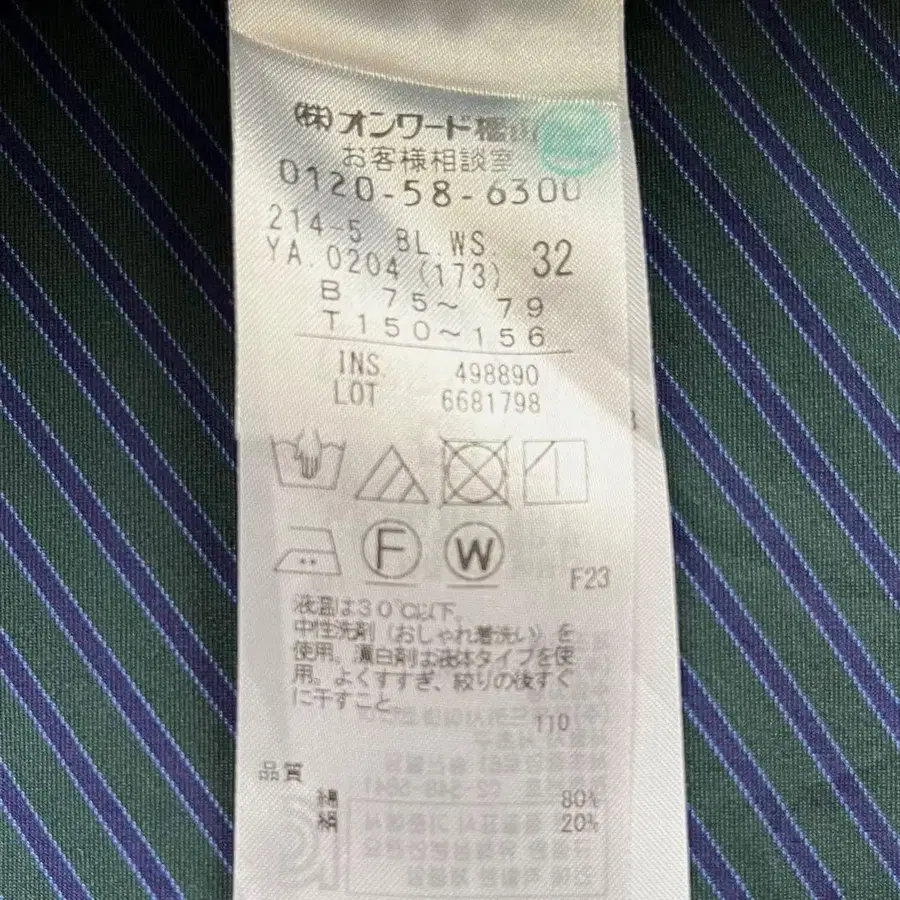 (株)オンワード樫山
お客様相談室
0120-58-6300
214-5 BL.WS. 32
YA.0204 (173)
B 75～ 79
T 150～156
INS. 498890
LOT 6681798
F W
F23
液温は30℃以下。
中性洗剤（おしゃれ着洗い）を
使用。漂白剤は液体タイプを使
用。よくすすぎ、絞りの後すぐ
に干すこと。
110
品質
綿 80%
絹 20%